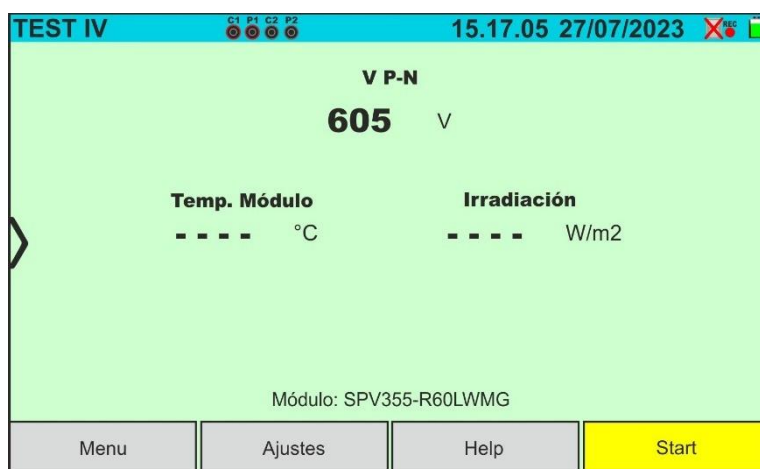 TEST IV C1 P1 C2 P2 15.17.05 27/07/2023 REC
V P-N
605 V
Temp. Módulo Irradiación
- - - - °C - - - - W/m2
Módulo: SPV355-R60LWMG
Menu Ajustes Help Start